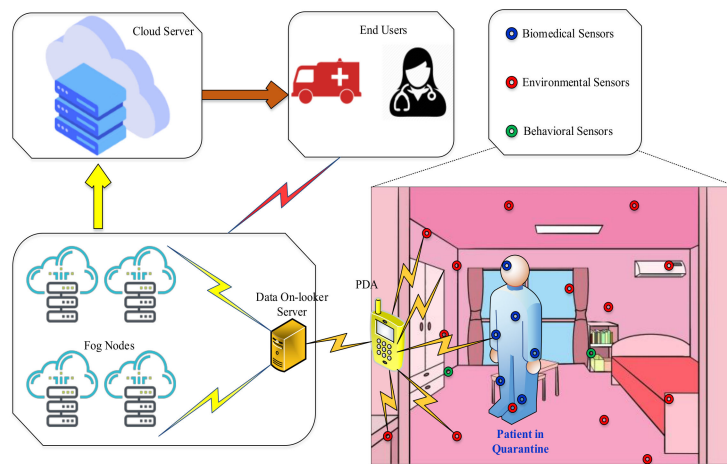 Cloud Server
End Users
Biomedical Sensors
Environmental Sensors
Behavioral Sensors
Data On-looker
Server
PDA
Fog Nodes
Patient in
Quarantine